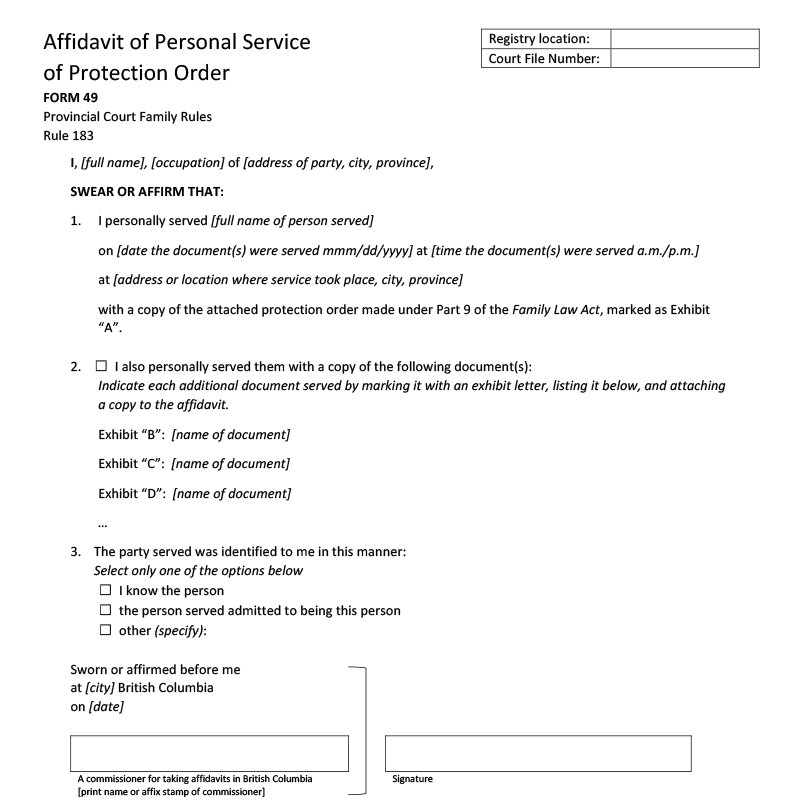 Affidavit of Personal Service
of Protection Order
Registry location:
Court File Number:
FORM 49
Provincial Court Family Rules
Rule 183
I, [full name], [occupation] of [address of party, city, province],
SWEAR OR AFFIRM THAT:
1. I personally served [full name of person served]
on [date the document(s) were served mmm/dd/yyyy] at [time the document(s) were served a.m./p.m.]
at [address or location where service took place, city, province]
with a copy of the attached protection order made under Part 9 of the Family Law Act, marked as Exhibit
“A”.
2. ☐ I also personally served them with a copy of the following document(s):
Indicate each additional document served by marking it with an exhibit letter, listing it below, and attaching
a copy to the affidavit.
Exhibit “B”: [name of document]
Exhibit “C”: [name of document]
Exhibit “D”: [name of document]
…
3. The party served was identified to me in this manner:
Select only one of the options below
☐ I know the person
☐ the person served admitted to being this person
☐ other (specify):
Sworn or affirmed before me
at [city] British Columbia
on [date]
A commissioner for taking affidavits in British Columbia
[print name or affix stamp of commissioner]
Signature